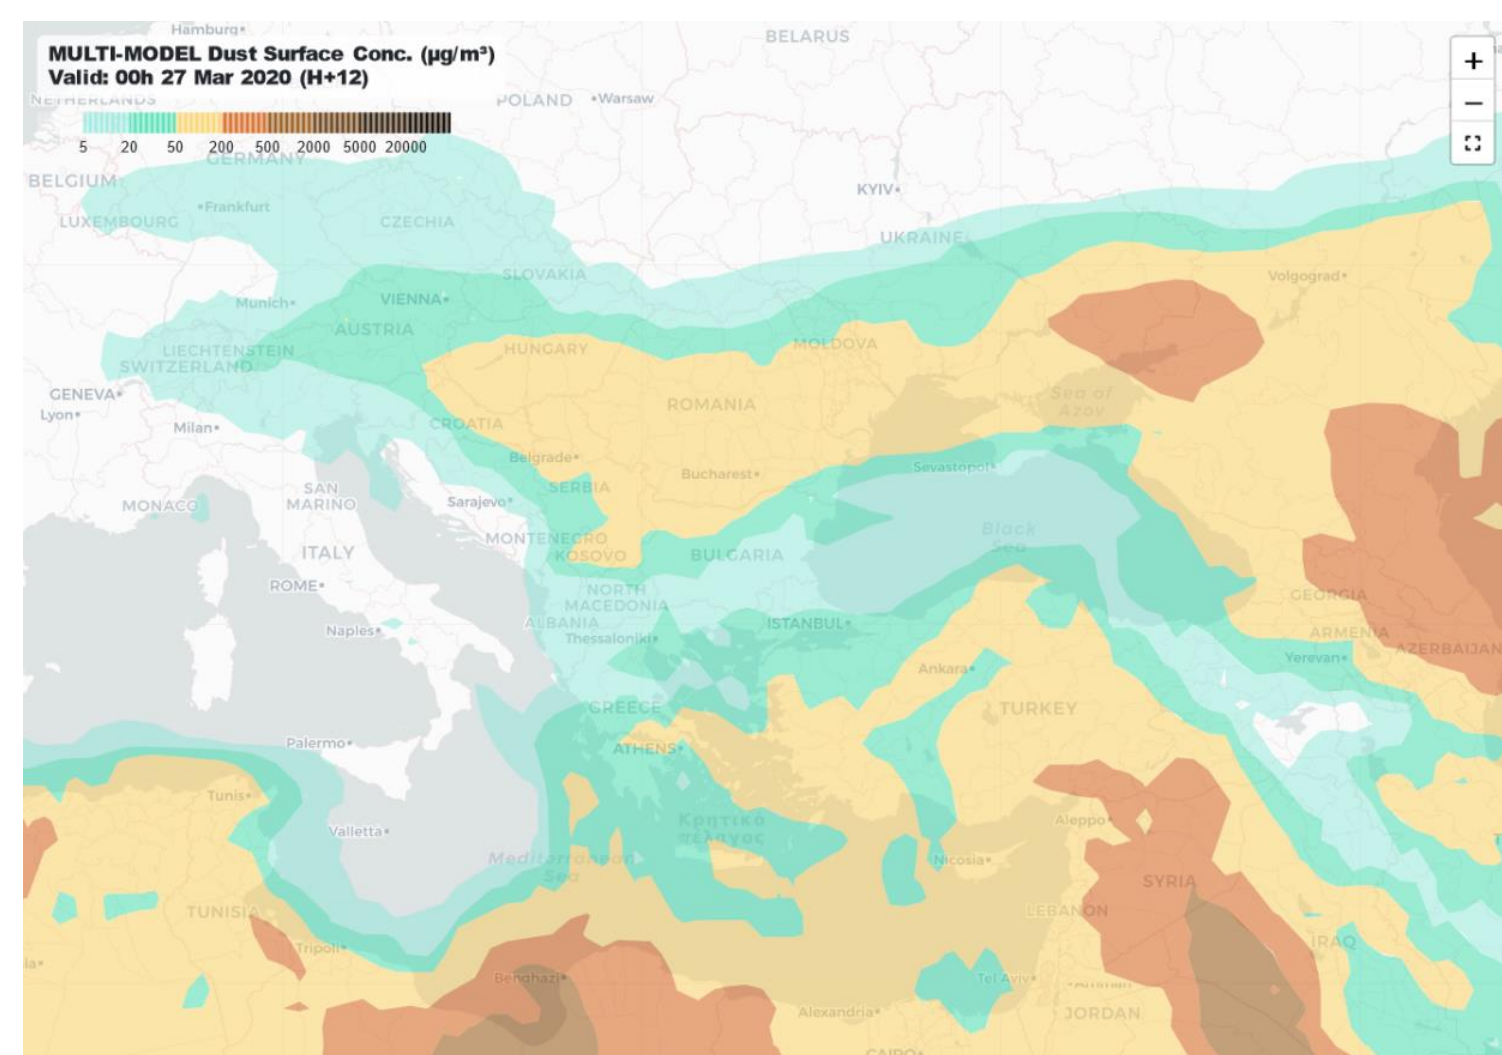 Hamburg
BELARUS
MULTI-MODEL Dust Surface Conc. (µg/m³)
Valid: 00h 27 Mar 2020 (H+12)
+
−
NETHERLANDS
POLAND
Warsaw
5 20 50 200 500 2000 5000 20000
GERMANY
BELGIUM
KYIV
Frankfurt
LUXEMBOURG
CZECHIA
UKRAINE
SLOVAKIA
Volgograd
Munich
VIENNA
AUSTRIA
MOLDOVA
LIECHTENSTEIN
HUNGARY
SWITZERLAND
GENEVA
Sea of
Azov
ROMANIA
Lyon
Milan
CROATIA
Belgrade
Sevastopol
Bucharest
SERBIA
SAN
MARINO
Sarajevo
MONACO
Black
Sea
MONTENEGRO
ITALY
KOSOVO
BULGARIA
ROME
NORTH
MACEDONIA
GEORGIA
ALBANIA
ISTANBUL
Naples
Thessaloniki
ARMENIA
AZERBAIJAN
Yerevan
Ankara
GREECE
TURKEY
Palermo
ATHENS
Tunis
Κρητικό
πέλαγος
Aleppo
Valletta
Mediterranean
Sea
Nicosia
SYRIA
TUNISIA
LEBANON
Tripoli
IRAQ
Benghazi
Tel Aviv
Amman
Alexandria
JORDAN
CAIRO